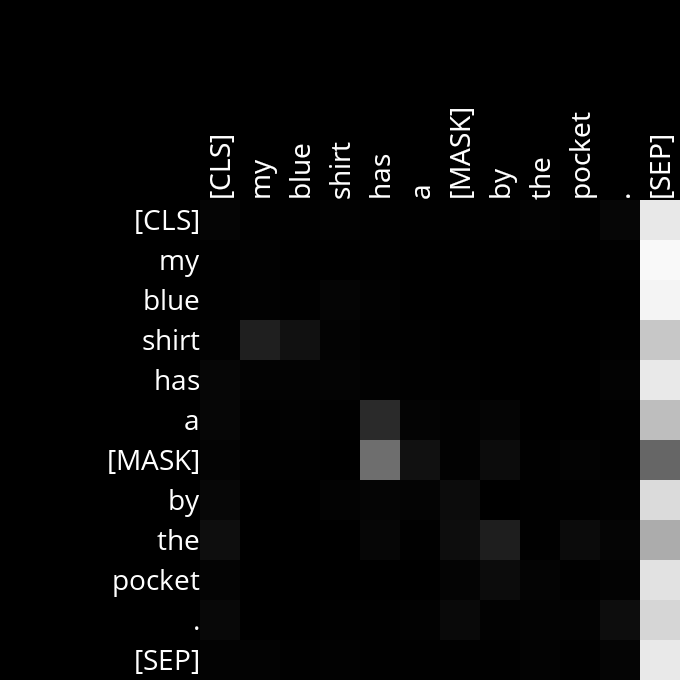 [CLS] my blue shirt has a [MASK] by the pocket . [SEP]
[CLS]
my
blue
shirt
has
a
[MASK]
by
the
pocket
.
[SEP]